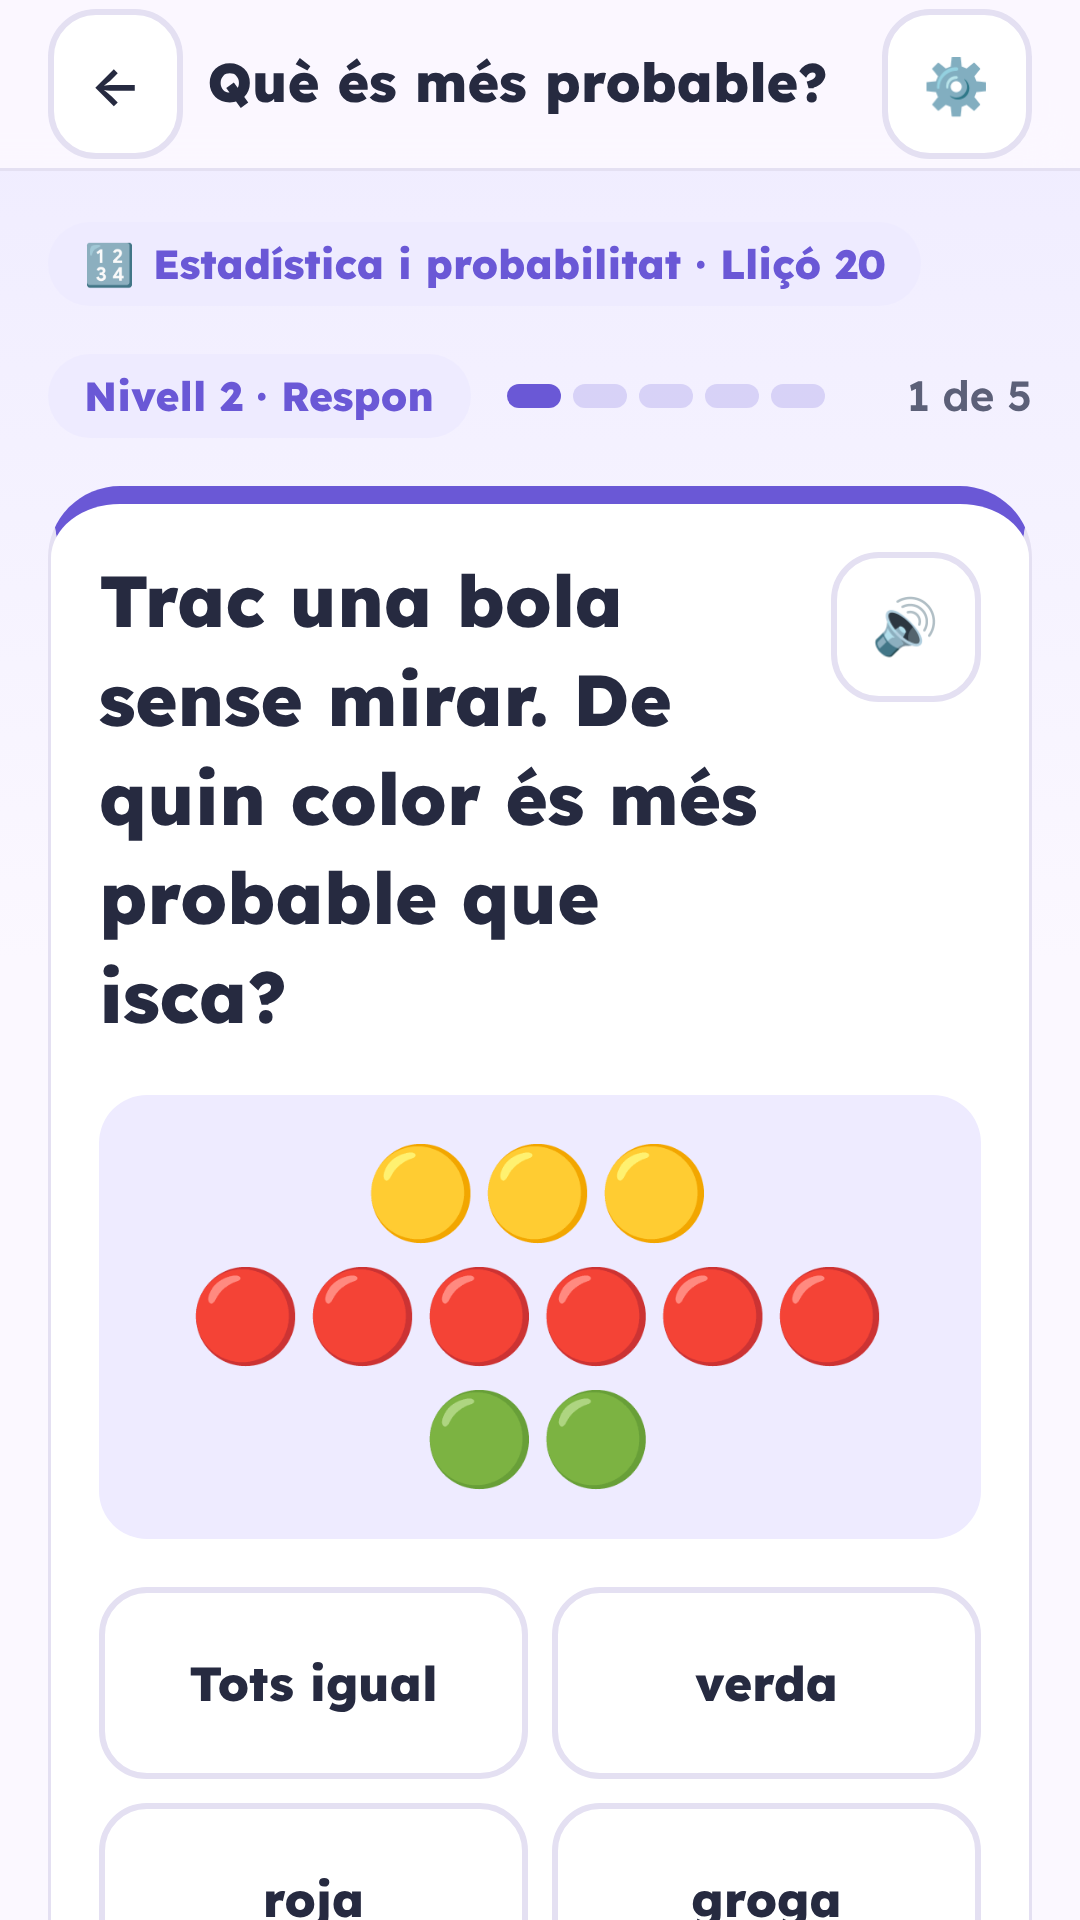 ←
Què és més probable?
Estadística i probabilitat · Lliçó 20
Nivell 2 · Respon
1 de 5
Trac una bola
sense mirar. De
quin color és més
probable que
isca?
Tots igual
verda
roja
groga